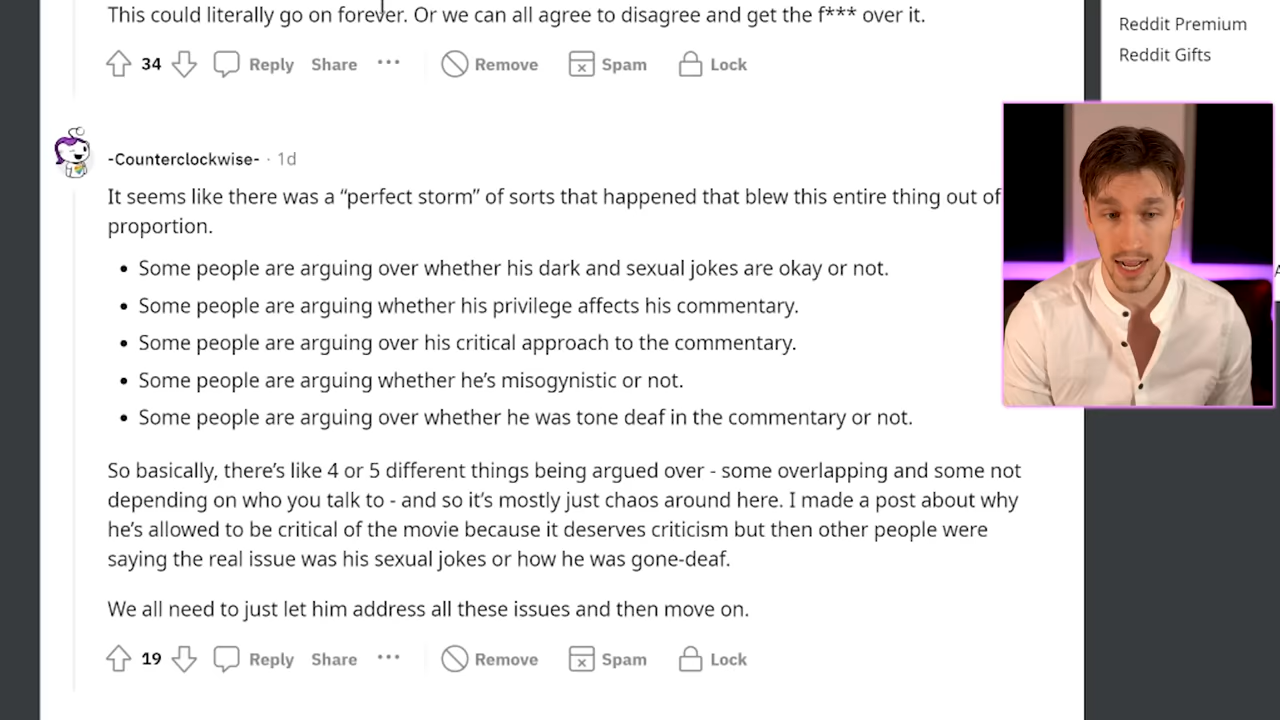 This could literally go on forever. Or we can all agree to disagree and get the f*** over it.
34 Reply Share Remove Spam Lock
Reddit Premium
Reddit Gifts
-Counterclockwise- · 1d
It seems like there was a “perfect storm” of sorts that happened that blew this entire thing out of
proportion.
• Some people are arguing over whether his dark and sexual jokes are okay or not.
• Some people are arguing whether his privilege affects his commentary.
• Some people are arguing over his critical approach to the commentary.
• Some people are arguing whether he’s misogynistic or not.
• Some people are arguing over whether he was tone deaf in the commentary or not.
So basically, there’s like 4 or 5 different things being argued over - some overlapping and some not
depending on who you talk to - and so it’s mostly just chaos around here. I made a post about why
he’s allowed to be critical of the movie because it deserves criticism but then other people were
saying the real issue was his sexual jokes or how he was gone-deaf.
We all need to just let him address all these issues and then move on.
19 Reply Share Remove Spam Lock